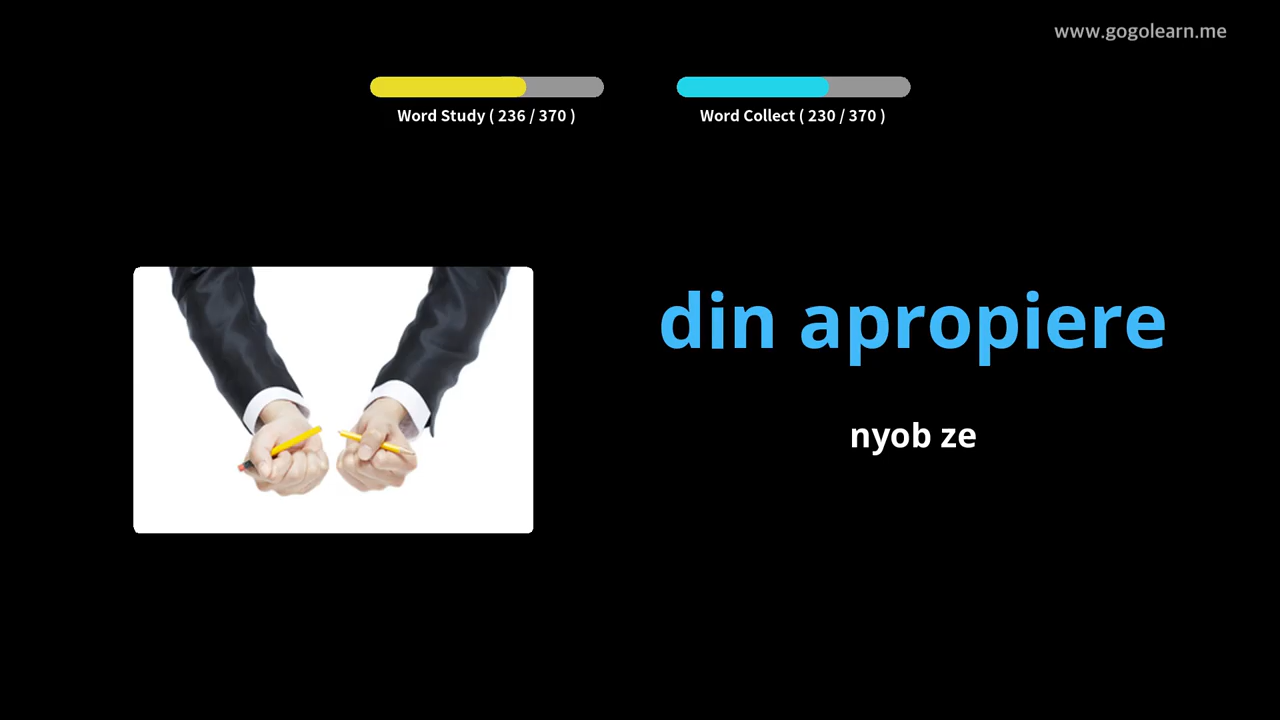 www.gogolearn.me
Word Study ( 236 / 370 )
Word Collect ( 230 / 370 )
din apropiere
nyob ze